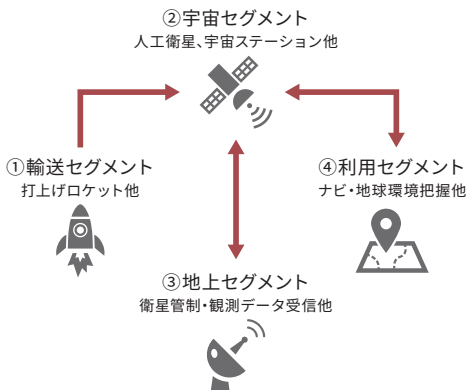 ②宇宙セグメント
人工衛星、宇宙ステーション他
①輸送セグメント
打上げロケット他
④利用セグメント
ナビ・地球環境把握他
③地上セグメント
衛星管制・観測データ受信他